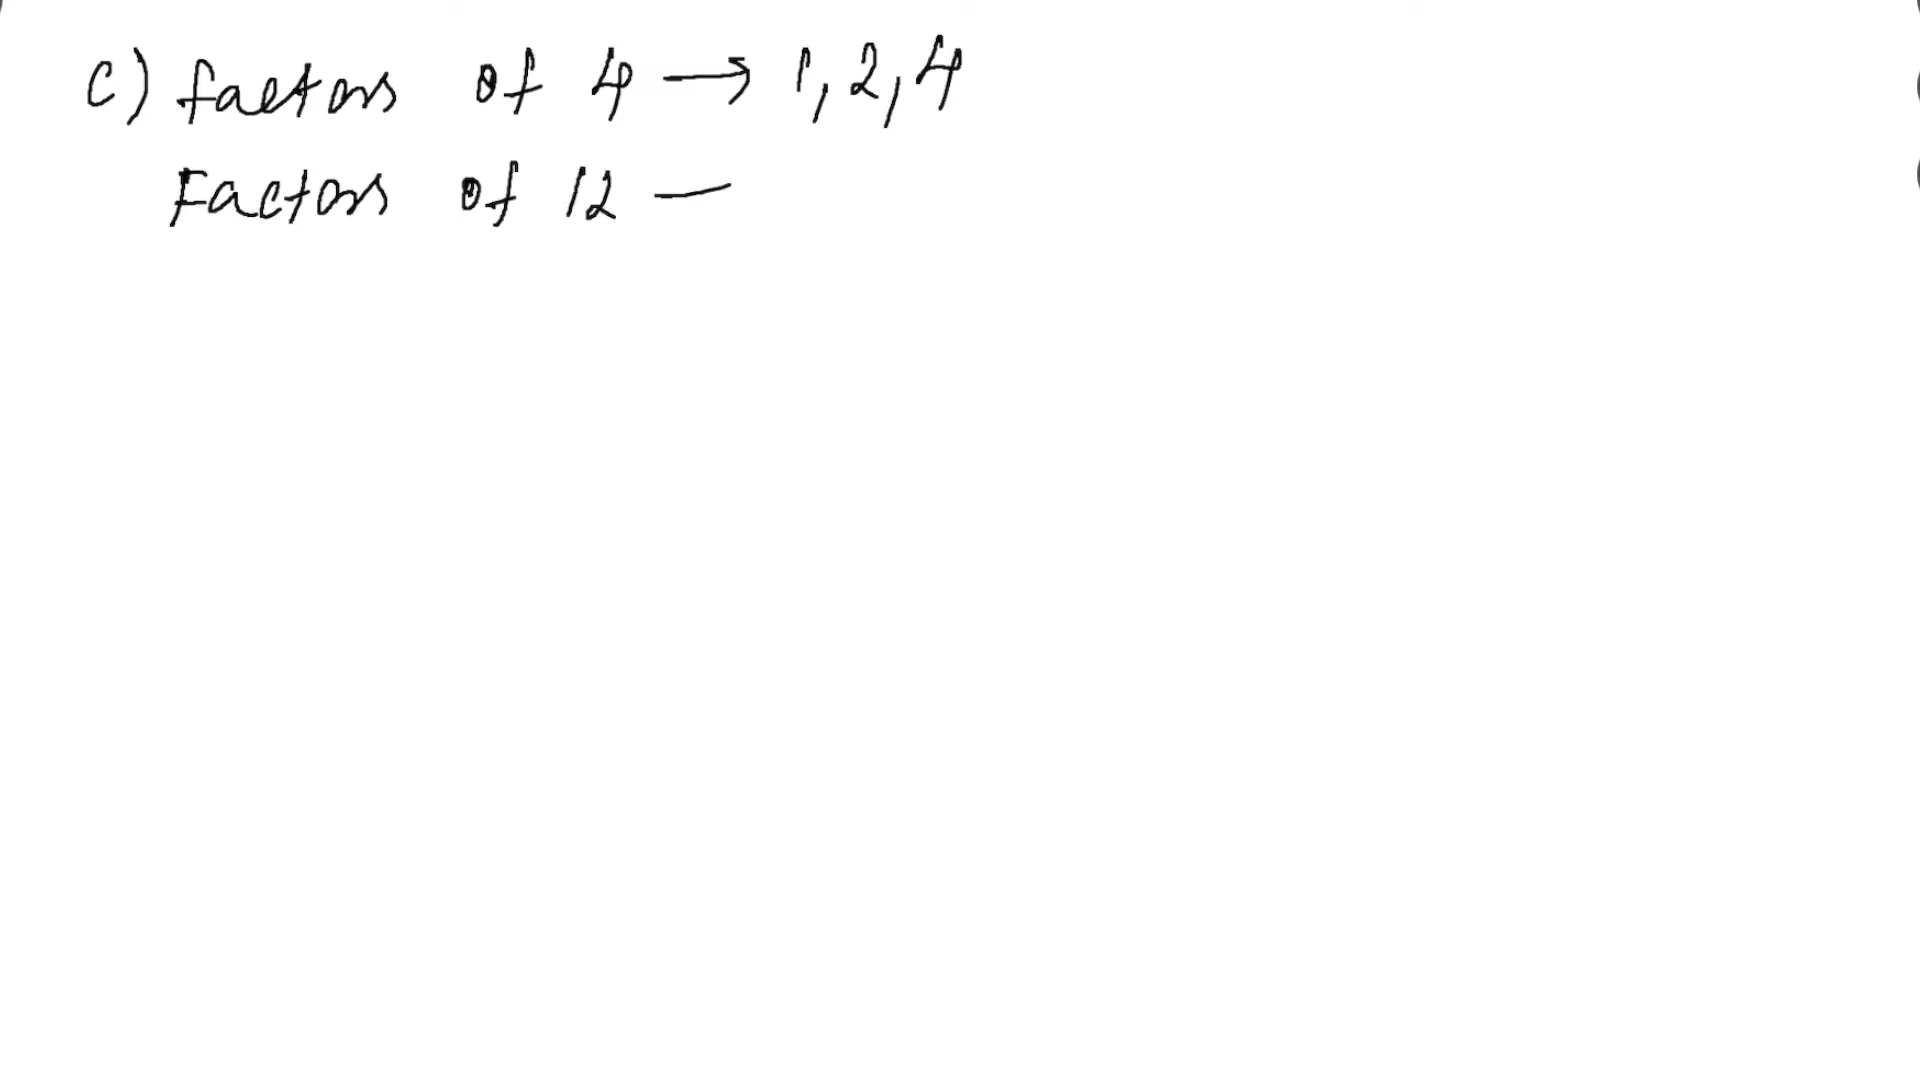 c) factors of 4 → 1, 2, 4
Factors of 12 —